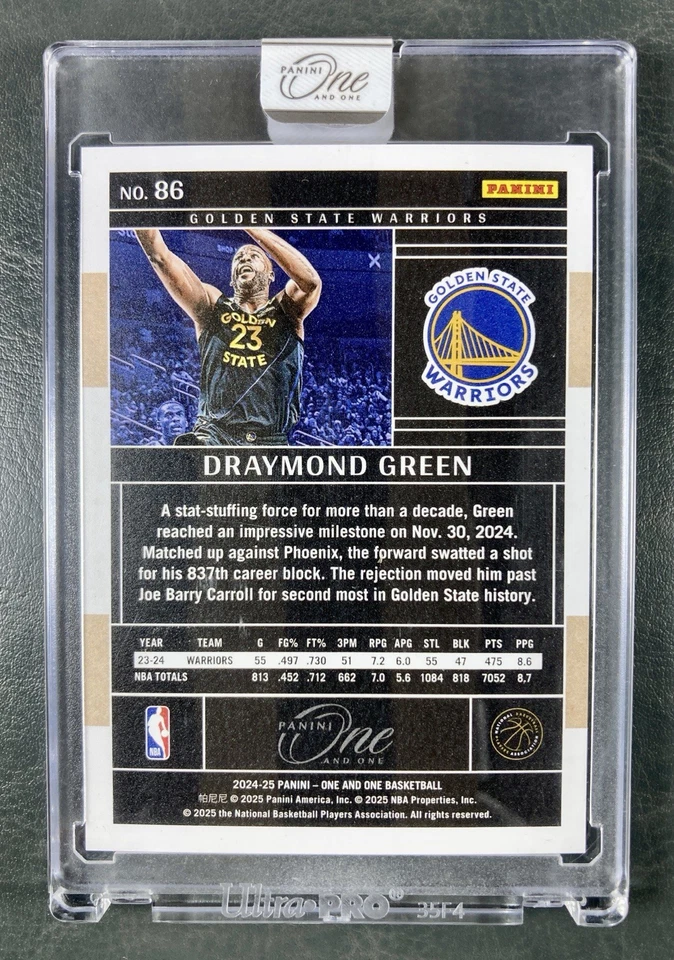 PANINI
One
AND ONE
NO. 86
PANINI
GOLDEN STATE WARRIORS
GOLDEN
23
STATE
GOLDEN STATE
WARRIORS
DRAYMOND GREEN
A stat-stuffing force for more than a decade, Green
reached an impressive milestone on Nov. 30, 2024.
Matched up against Phoenix, the forward swatted a shot
for his 837th career block. The rejection moved him past
Joe Barry Carroll for second most in Golden State history.
YEAR TEAM G FG% FT% 3PM RPG APG STL BLK PTS PPG
23-24 WARRIORS 55 .497 .730 51 7.2 6.0 55 47 475 8.6
NBA TOTALS 813 .452 .712 662 7.0 5.6 1084 818 7052 8.7
NBA
PANINI
One
AND ONE
NATIONAL BASKETBALL
PLAYERS ASSOCIATION
2024-25 PANINI – ONE AND ONE BASKETBALL
帕尼尼 © 2025 Panini America, Inc. © 2025 NBA Properties, Inc.
© 2025 the National Basketball Players Association. All rights reserved.
Ultra•PRO® 35F4